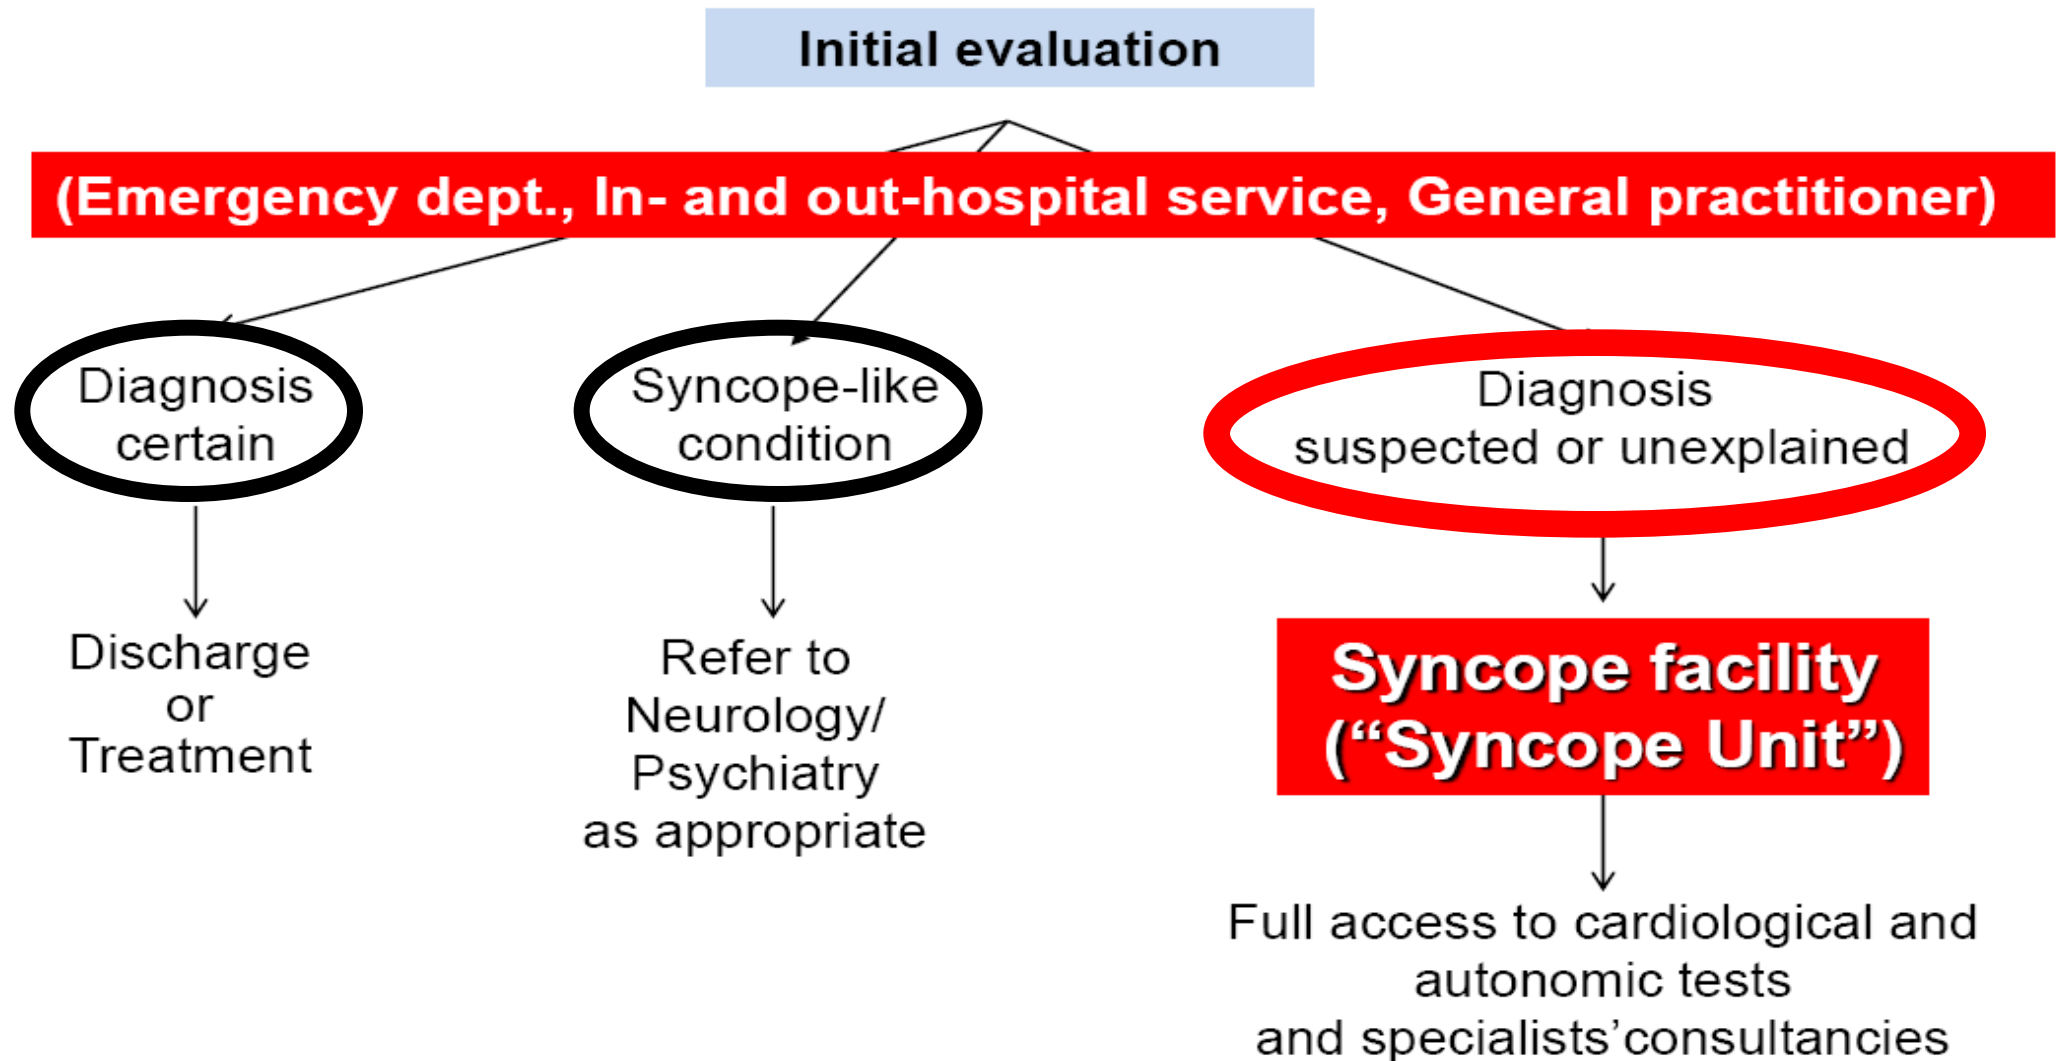 Initial evaluation
(Emergency dept., In- and out-hospital service, General practitioner)
Diagnosis
certain
Syncope-like
condition
Diagnosis
suspected or unexplained
Discharge
or
Treatment
Refer to
Neurology/
Psychiatry
as appropriate
Syncope facility
(“Syncope Unit”)
Full access to cardiological and
autonomic tests
and specialists’consultancies